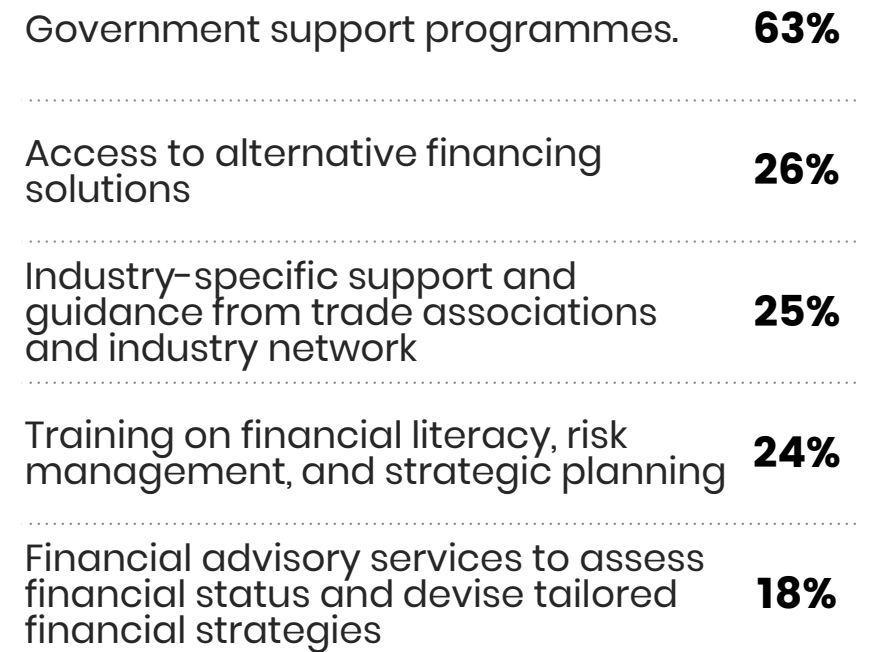 Government support programmes. 63%
Access to alternative financing
solutions
26%
Industry-specific support and
guidance from trade associations
and industry network
25%
Training on financial literacy, risk
management, and strategic planning
24%
Financial advisory services to assess
financial status and devise tailored
financial strategies
18%